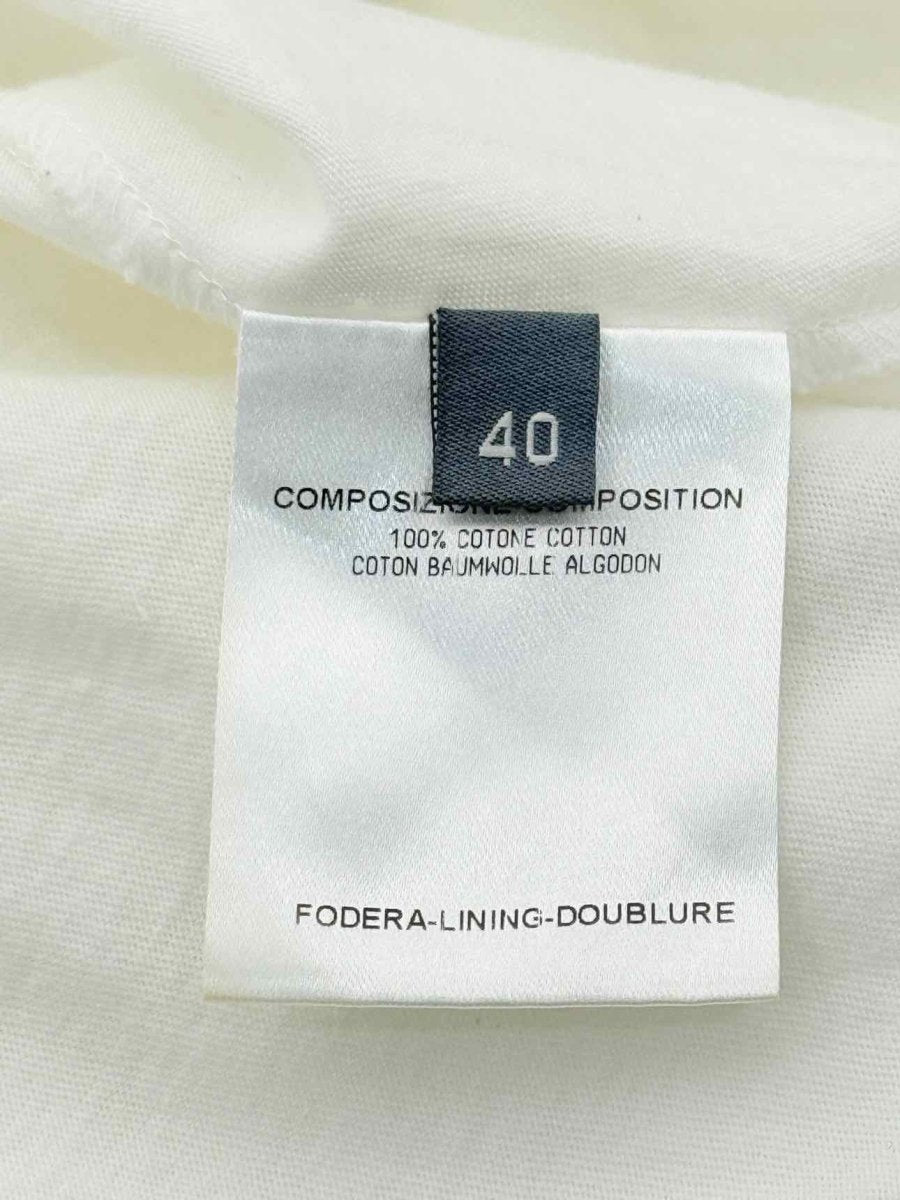 40
COMPOSIZIONE-COMPOSITION
100% COTONE COTTON
COTON BAUMWOLLE ALGODON
FODERA-LINING-DOUBLURE